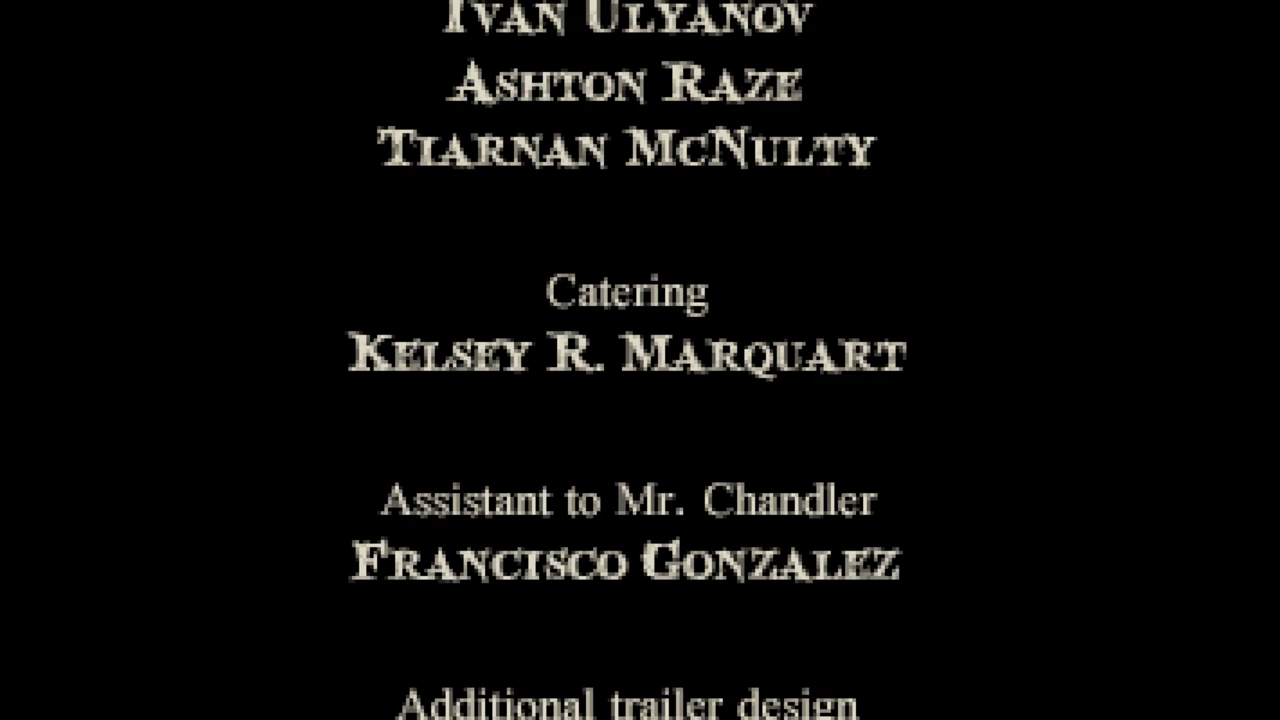 Ivan Ulyanov
Ashton Raze
Tiarnan McNulty
Catering
Kelsey R. Marquart
Assistant to Mr. Chandler
Francisco Gonzalez
Additional trailer design